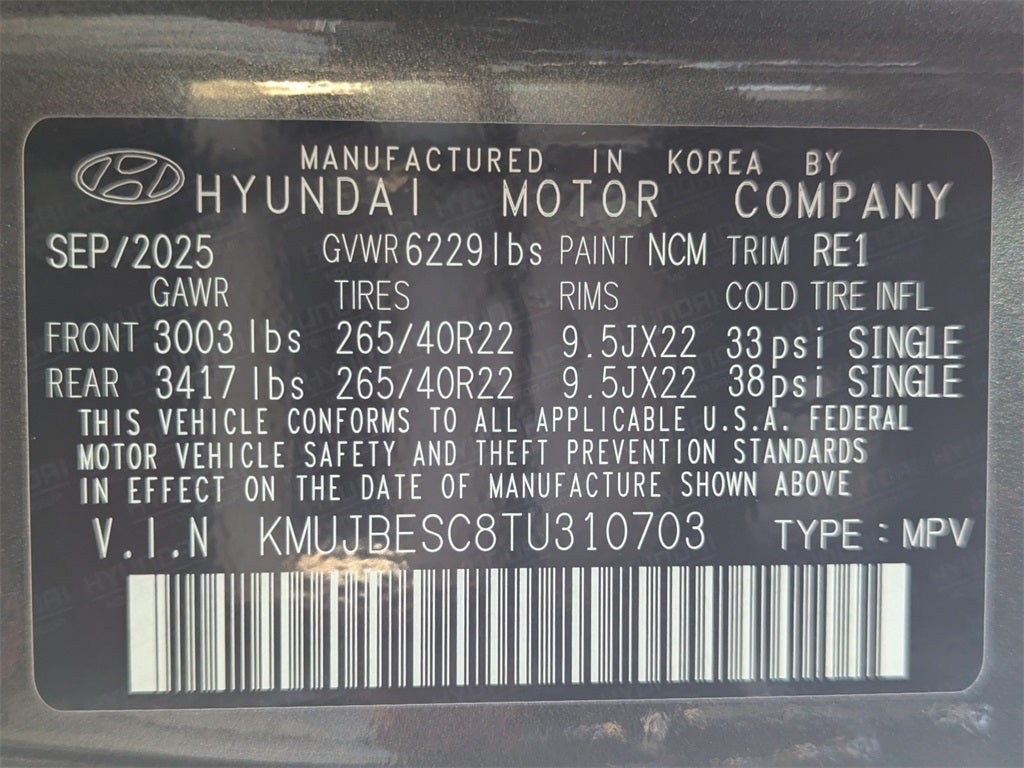 MANUFACTURED IN KOREA BY
HYUNDAI MOTOR COMPANY
SEP/2025 GVWR 6229 lbs PAINT NCM TRIM RE1
GAWR TIRES RIMS COLD TIRE INFL
FRONT 3003 lbs 265/40R22 9.5JX22 33psi SINGLE
REAR 3417 lbs 265/40R22 9.5JX22 38psi SINGLE
THIS VEHICLE CONFORMS TO ALL APPLICABLE U.S.A. FEDERAL
MOTOR VEHICLE SAFETY AND THEFT PREVENTION STANDARDS
IN EFFECT ON THE DATE OF MANUFACTURE SHOWN ABOVE
V.I.N KMUJBESC8TU310703 TYPE : MPV